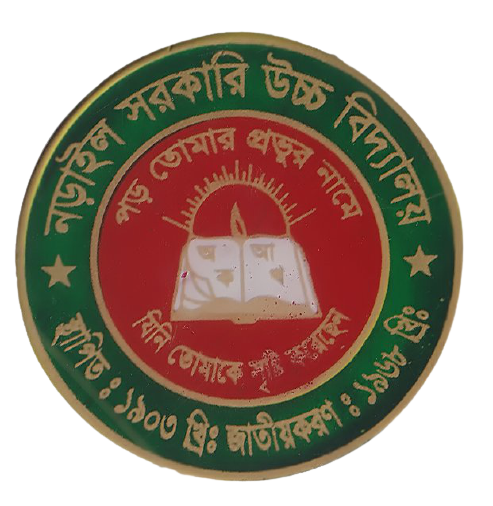 নড়াইল সরকারি উচ্চ বিদ্যালয়
পড় তোমার প্রভুর নামে
অ আ
ক খ
যিনি তোমাকে সৃষ্টি করেছেন
স্থাপিত : ১৯০৩ খ্রিঃ জাতীয়করণ : ১৯৬৮ খ্রিঃ